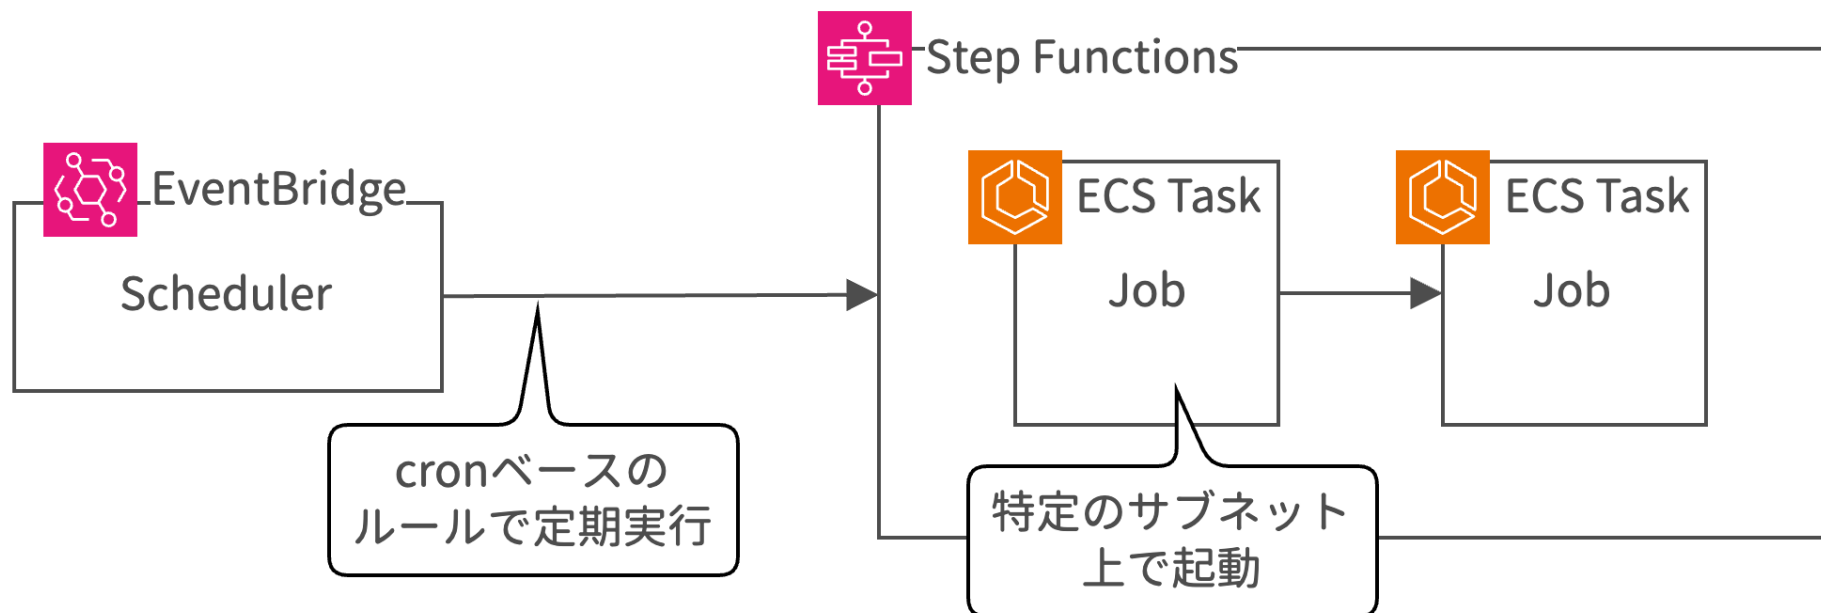 Step Functions
EventBridge
Scheduler
ECS Task
Job
ECS Task
Job
cronベースの
ルールで定期実行
特定のサブネット
上で起動